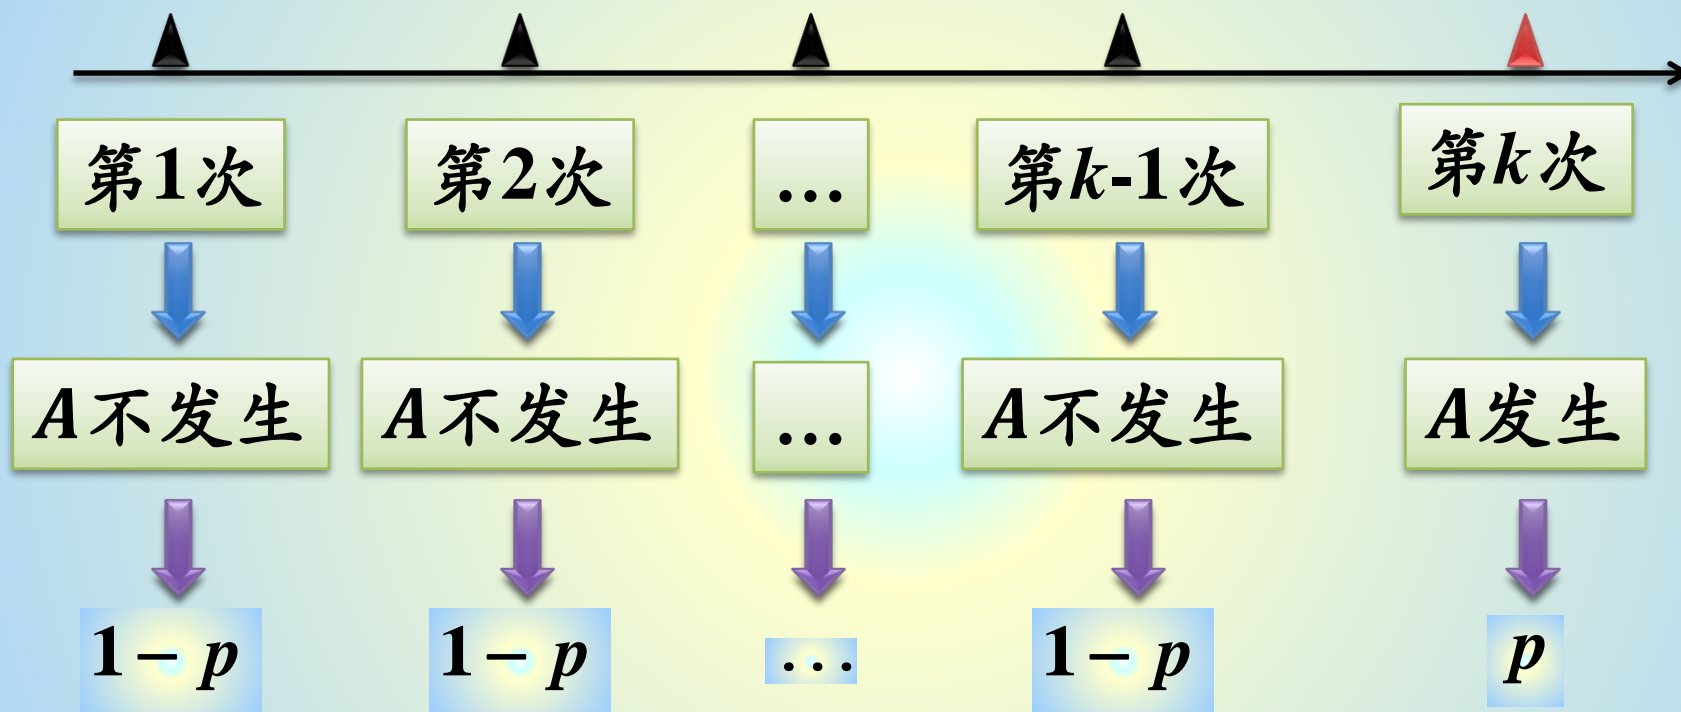 第1次 第2次 … 第k-1次 第k次
A不发生 A不发生 … A不发生 A发生
1 − p 1 − p … 1 − p p